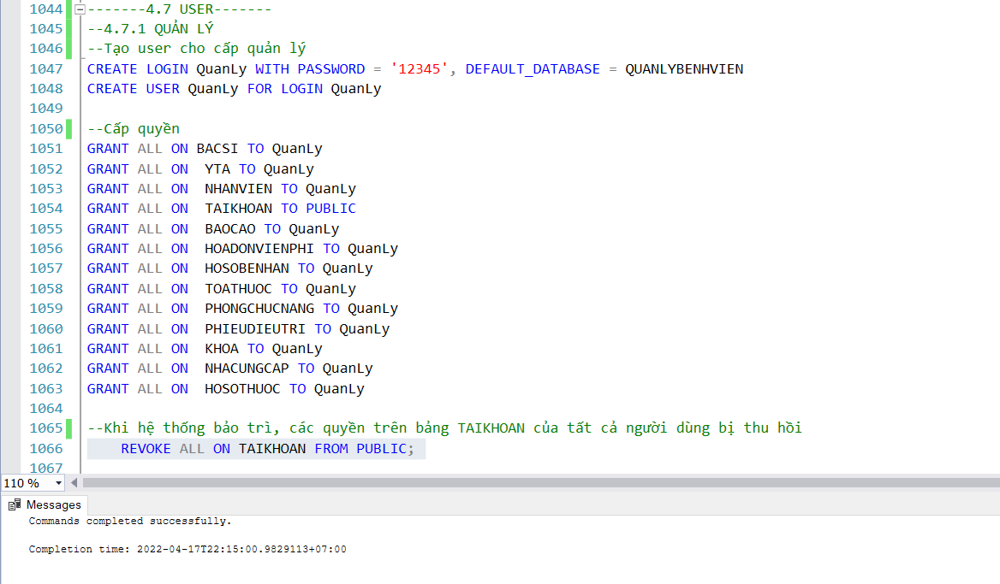 1044 -------4.7 USER-------
1045 --4.7.1 QUẢN LÝ
1046 --Tạo user cho cấp quản lý
1047 CREATE LOGIN QuanLy WITH PASSWORD = '12345', DEFAULT_DATABASE = QUANLYBENHVIEN
1048 CREATE USER QuanLy FOR LOGIN QuanLy
1049
1050 --Cấp quyền
1051 GRANT ALL ON BACSI TO QuanLy
1052 GRANT ALL ON  YTA TO QuanLy
1053 GRANT ALL ON  NHANVIEN TO QuanLy
1054 GRANT ALL ON  TAIKHOAN TO PUBLIC
1055 GRANT ALL ON  BAOCAO TO QuanLy
1056 GRANT ALL ON  HOADONVIENPHI TO QuanLy
1057 GRANT ALL ON  HOSOBENHAN TO QuanLy
1058 GRANT ALL ON  TOATHUOC TO QuanLy
1059 GRANT ALL ON  PHONGCHUCNANG TO QuanLy
1060 GRANT ALL ON  PHIEUDIEUTRI TO QuanLy
1061 GRANT ALL ON  KHOA TO QuanLy
1062 GRANT ALL ON  NHACUNGCAP TO QuanLy
1063 GRANT ALL ON  HOSOTHUOC TO QuanLy
1064
1065 --Khi hệ thống bảo trì, các quyền trên bảng TAIKHOAN của tất cả người dùng bị thu hồi
1066     REVOKE ALL ON TAIKHOAN FROM PUBLIC;
1067
110 %
Messages
Commands completed successfully.
Completion time: 2022-04-17T22:15:00.9829113+07:00